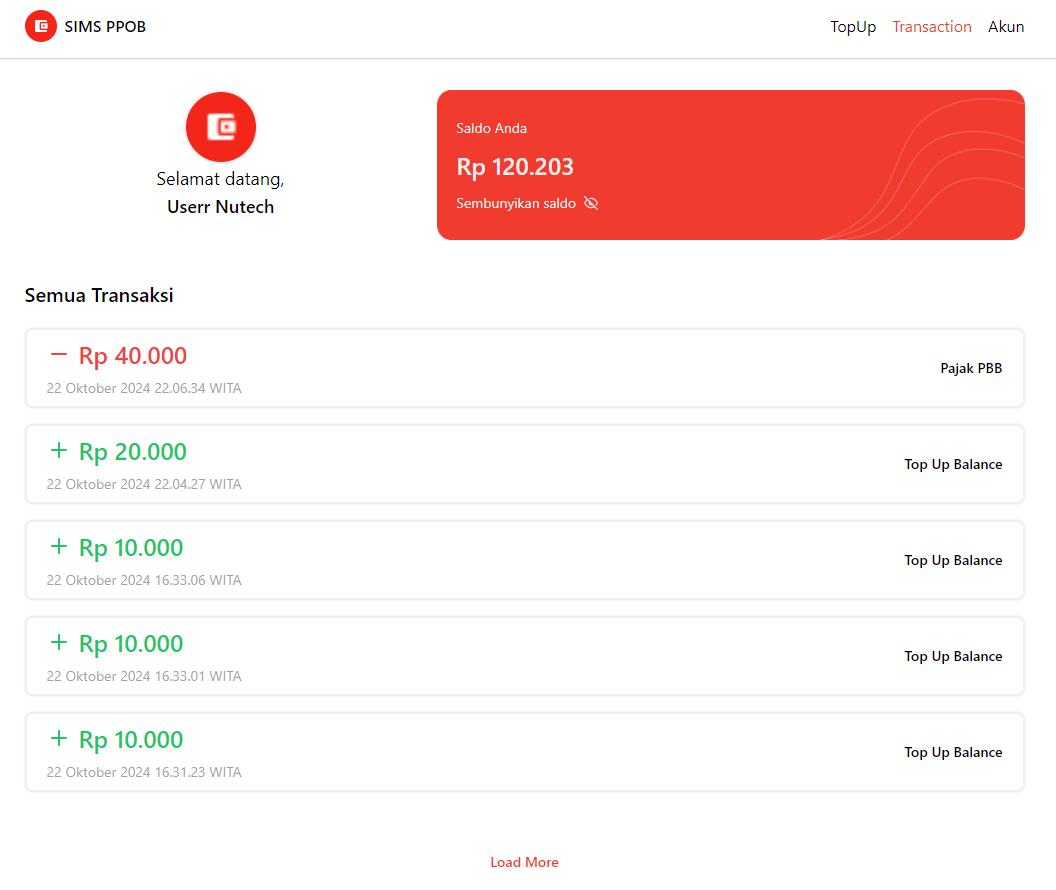 SIMS PPOB
TopUp Transaction Akun
Selamat datang,
Userr Nutech
Saldo Anda
Rp 120.203
Sembunyikan saldo
Semua Transaksi
— Rp 40.000
22 Oktober 2024 22.06.34 WITA
Pajak PBB
+ Rp 20.000
22 Oktober 2024 22.04.27 WITA
Top Up Balance
+ Rp 10.000
22 Oktober 2024 16.33.06 WITA
Top Up Balance
+ Rp 10.000
22 Oktober 2024 16.33.01 WITA
Top Up Balance
+ Rp 10.000
22 Oktober 2024 16.31.23 WITA
Top Up Balance
Load More